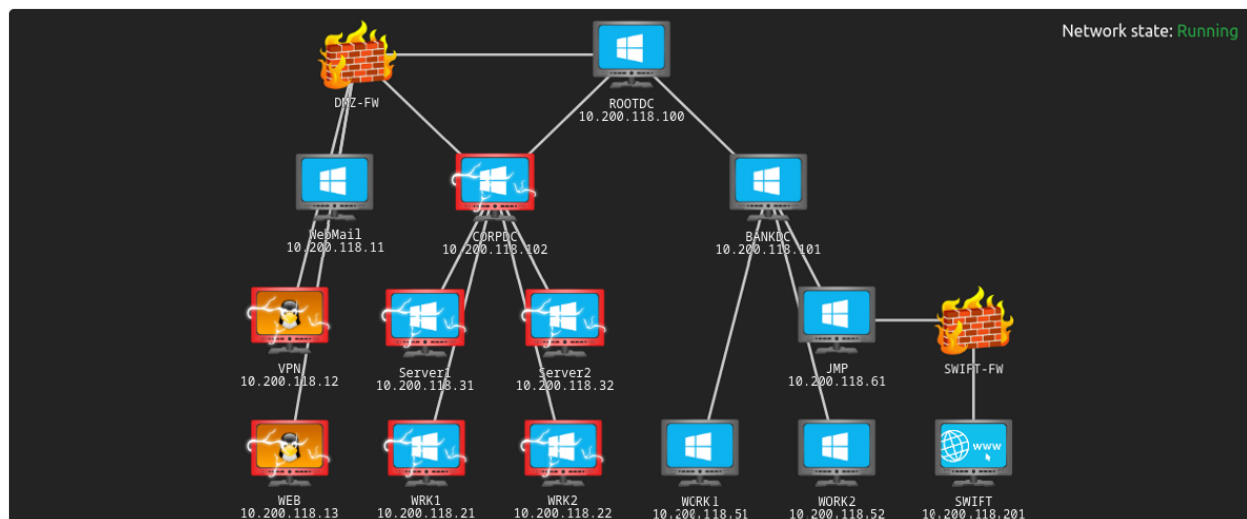 Network state: Running
DMZ-FW
ROOTDC
10.200.118.100
WebMail
10.200.118.11
CORPDC
10.200.118.102
BANKDC
10.200.118.101
VPN
10.200.118.12
Server1
10.200.118.31
Server2
10.200.118.32
JMP
10.200.118.61
SWIFT-FW
www
WEB
10.200.118.13
WRK1
10.200.118.21
WRK2
10.200.118.22
WORK1
10.200.118.51
WORK2
10.200.118.52
SWIFT
10.200.118.201